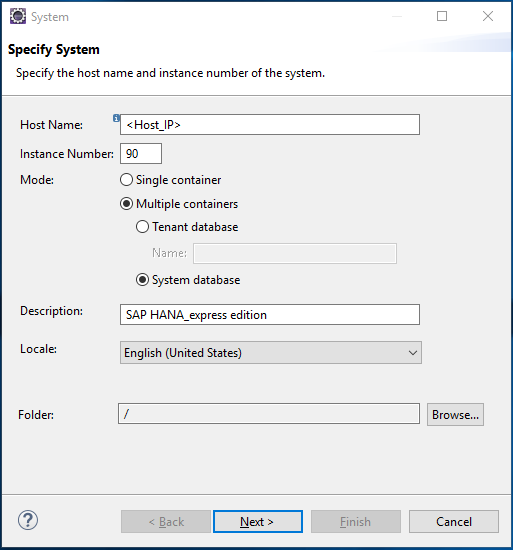 System
Specify System
Specify the host name and instance number of the system.
Host Name: <Host_IP>
Instance Number: 90
Mode: Single container
Multiple containers
Tenant database
Name:
System database
Description: SAP HANA_express edition
Locale: English (United States)
Folder: / Browse...
? < Back Next > Finish Cancel